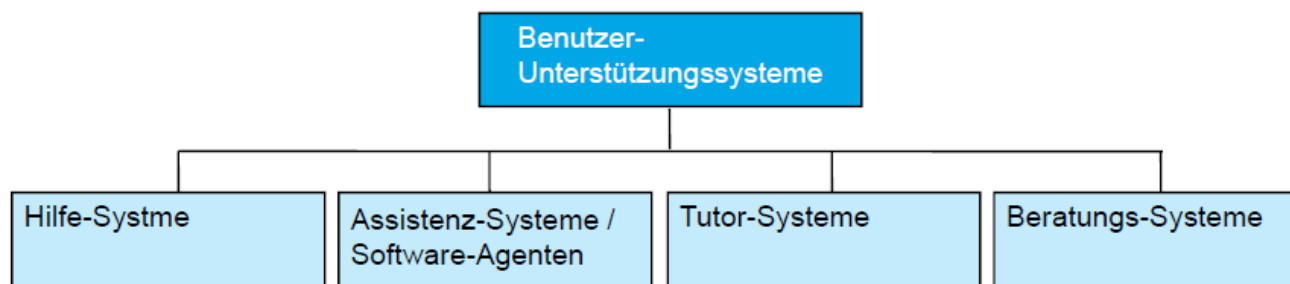 Benutzer-
Unterstützungssysteme
Hilfe-Systme
Assistenz-Systeme /
Software-Agenten
Tutor-Systeme
Beratungs-Systeme